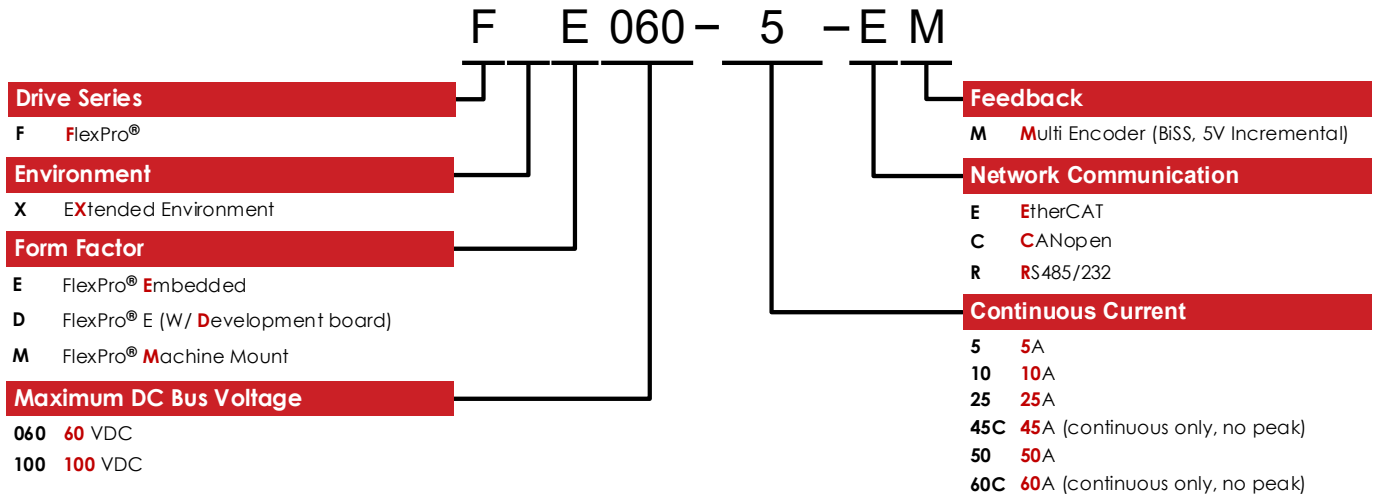 F E 060 – 5 – E M
Drive Series
F FlexPro®
Environment
X EXtended Environment
Form Factor
E FlexPro® Embedded
D FlexPro® E (W/ Development board)
M FlexPro® Machine Mount
Maximum DC Bus Voltage
060 60 VDC
100 100 VDC
Feedback
M Multi Encoder (BiSS, 5V Incremental)
Network Communication
E EtherCAT
C CANopen
R RS485/232
Continuous Current
5 5A
10 10A
25 25A
45C 45A (continuous only, no peak)
50 50A
60C 60A (continuous only, no peak)